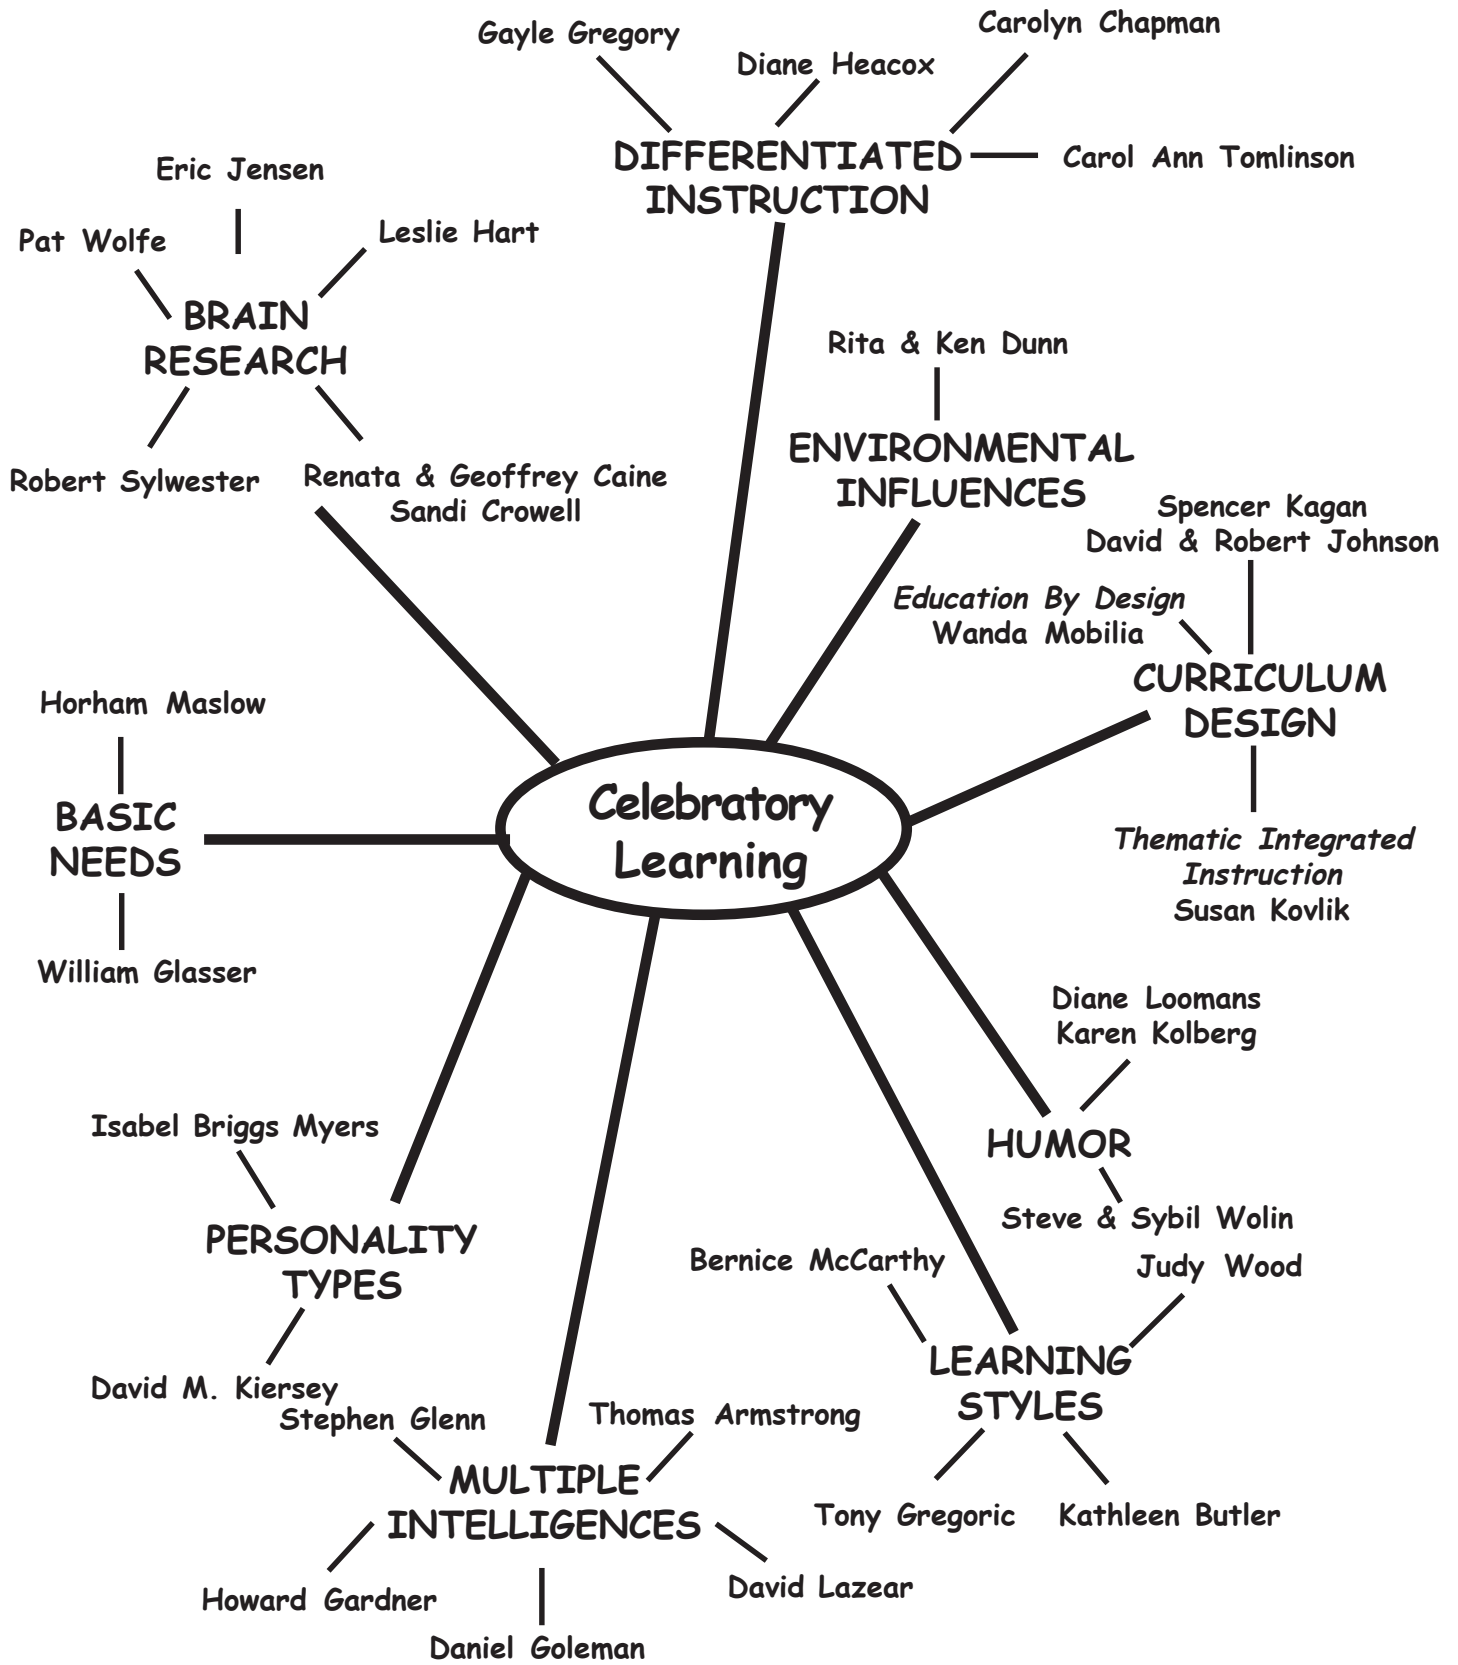 Gayle Gregory
Diane Heacox
Carolyn Chapman
DIFFERENTIATED
INSTRUCTION
Carol Ann Tomlinson
Eric Jensen
Pat Wolfe
Leslie Hart
BRAIN
RESEARCH
Robert Sylwester
Renata & Geoffrey Caine
Sandi Crowell
Rita & Ken Dunn
ENVIRONMENTAL
INFLUENCES
Spencer Kagan
David & Robert Johnson
Education By Design
Wanda Mobilia
CURRICULUM
DESIGN
Thematic Integrated
Instruction
Susan Kovlik
Horham Maslow
BASIC
NEEDS
William Glasser
Celebratory
Learning
Diane Loomans
Karen Kolberg
HUMOR
Steve & Sybil Wolin
Isabel Briggs Myers
PERSONALITY
TYPES
David M. Kiersey
Bernice McCarthy
Judy Wood
LEARNING
STYLES
Tony Gregoric
Kathleen Butler
Stephen Glenn
Thomas Armstrong
MULTIPLE
INTELLIGENCES
Howard Gardner
Daniel Goleman
David Lazear